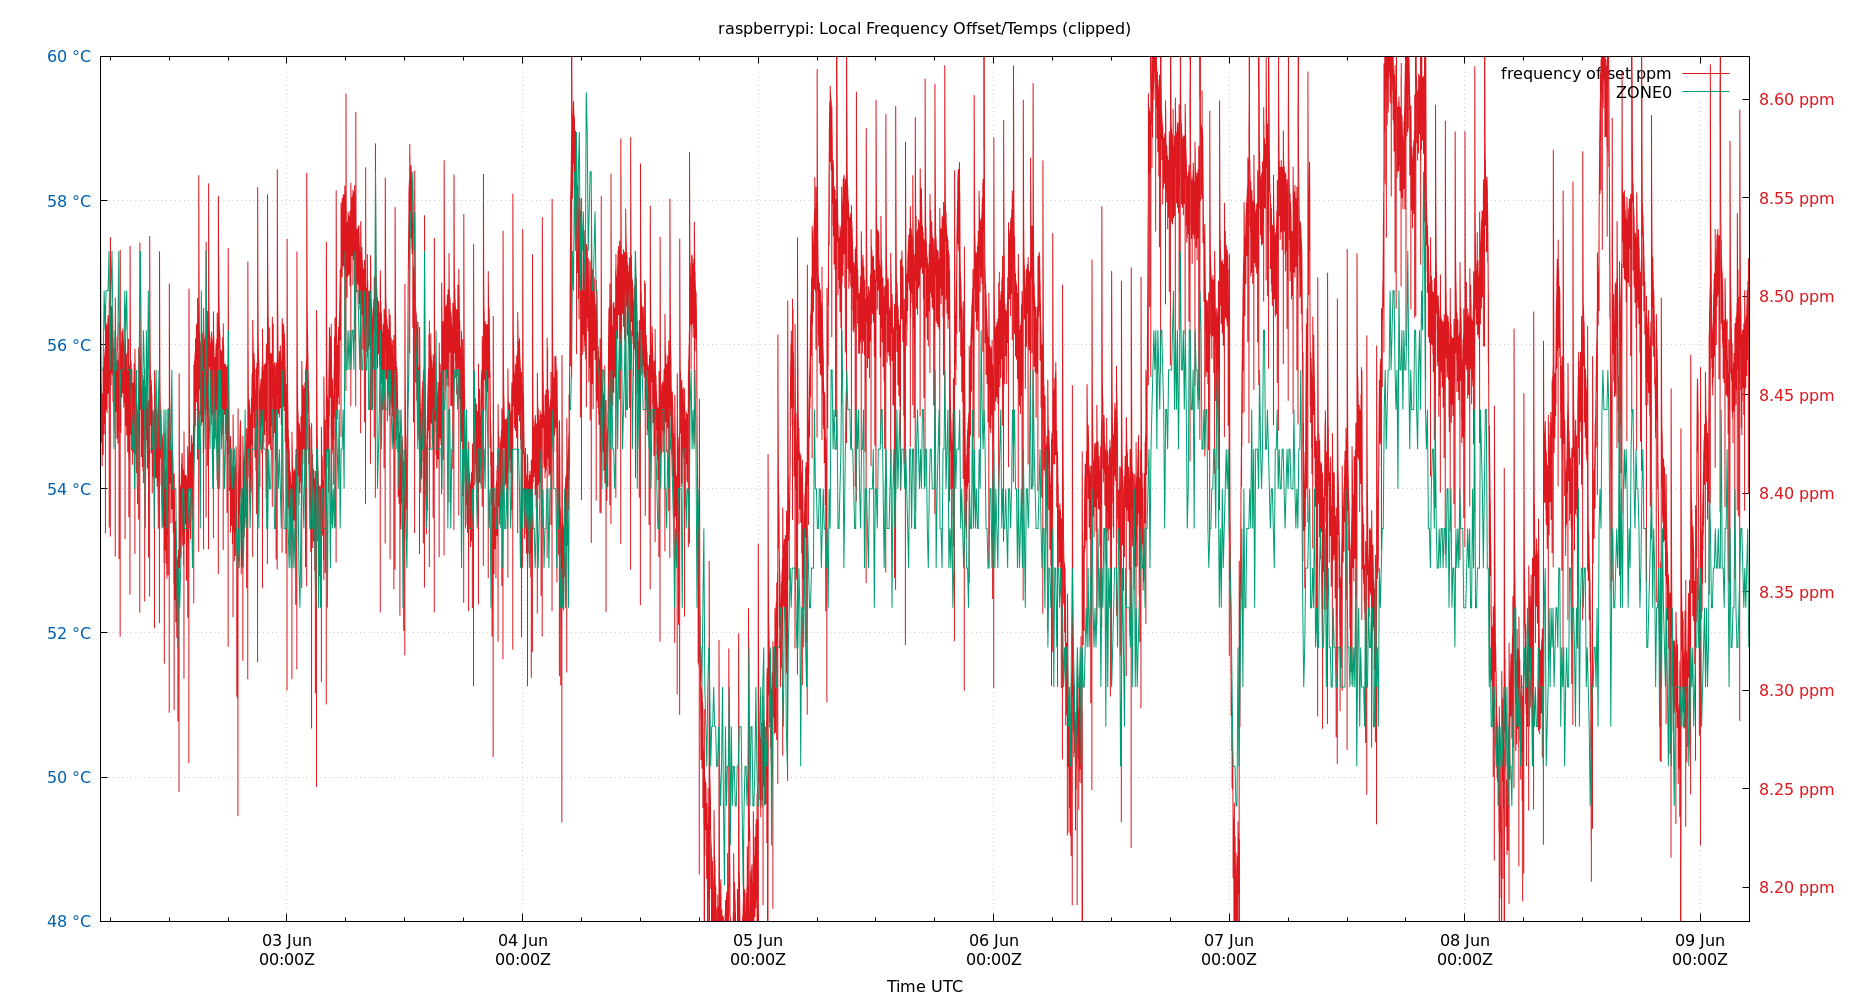 raspberrypi: Local Frequency Offset/Temps (clipped)
60 °C
58 °C
56 °C
54 °C
52 °C
50 °C
48 °C
frequency offset ppm
ZONE0
8.60 ppm
8.55 ppm
8.50 ppm
8.45 ppm
8.40 ppm
8.35 ppm
8.30 ppm
8.25 ppm
8.20 ppm
03 Jun
00:00Z
04 Jun
00:00Z
05 Jun
00:00Z
06 Jun
00:00Z
07 Jun
00:00Z
08 Jun
00:00Z
09 Jun
00:00Z
Time UTC